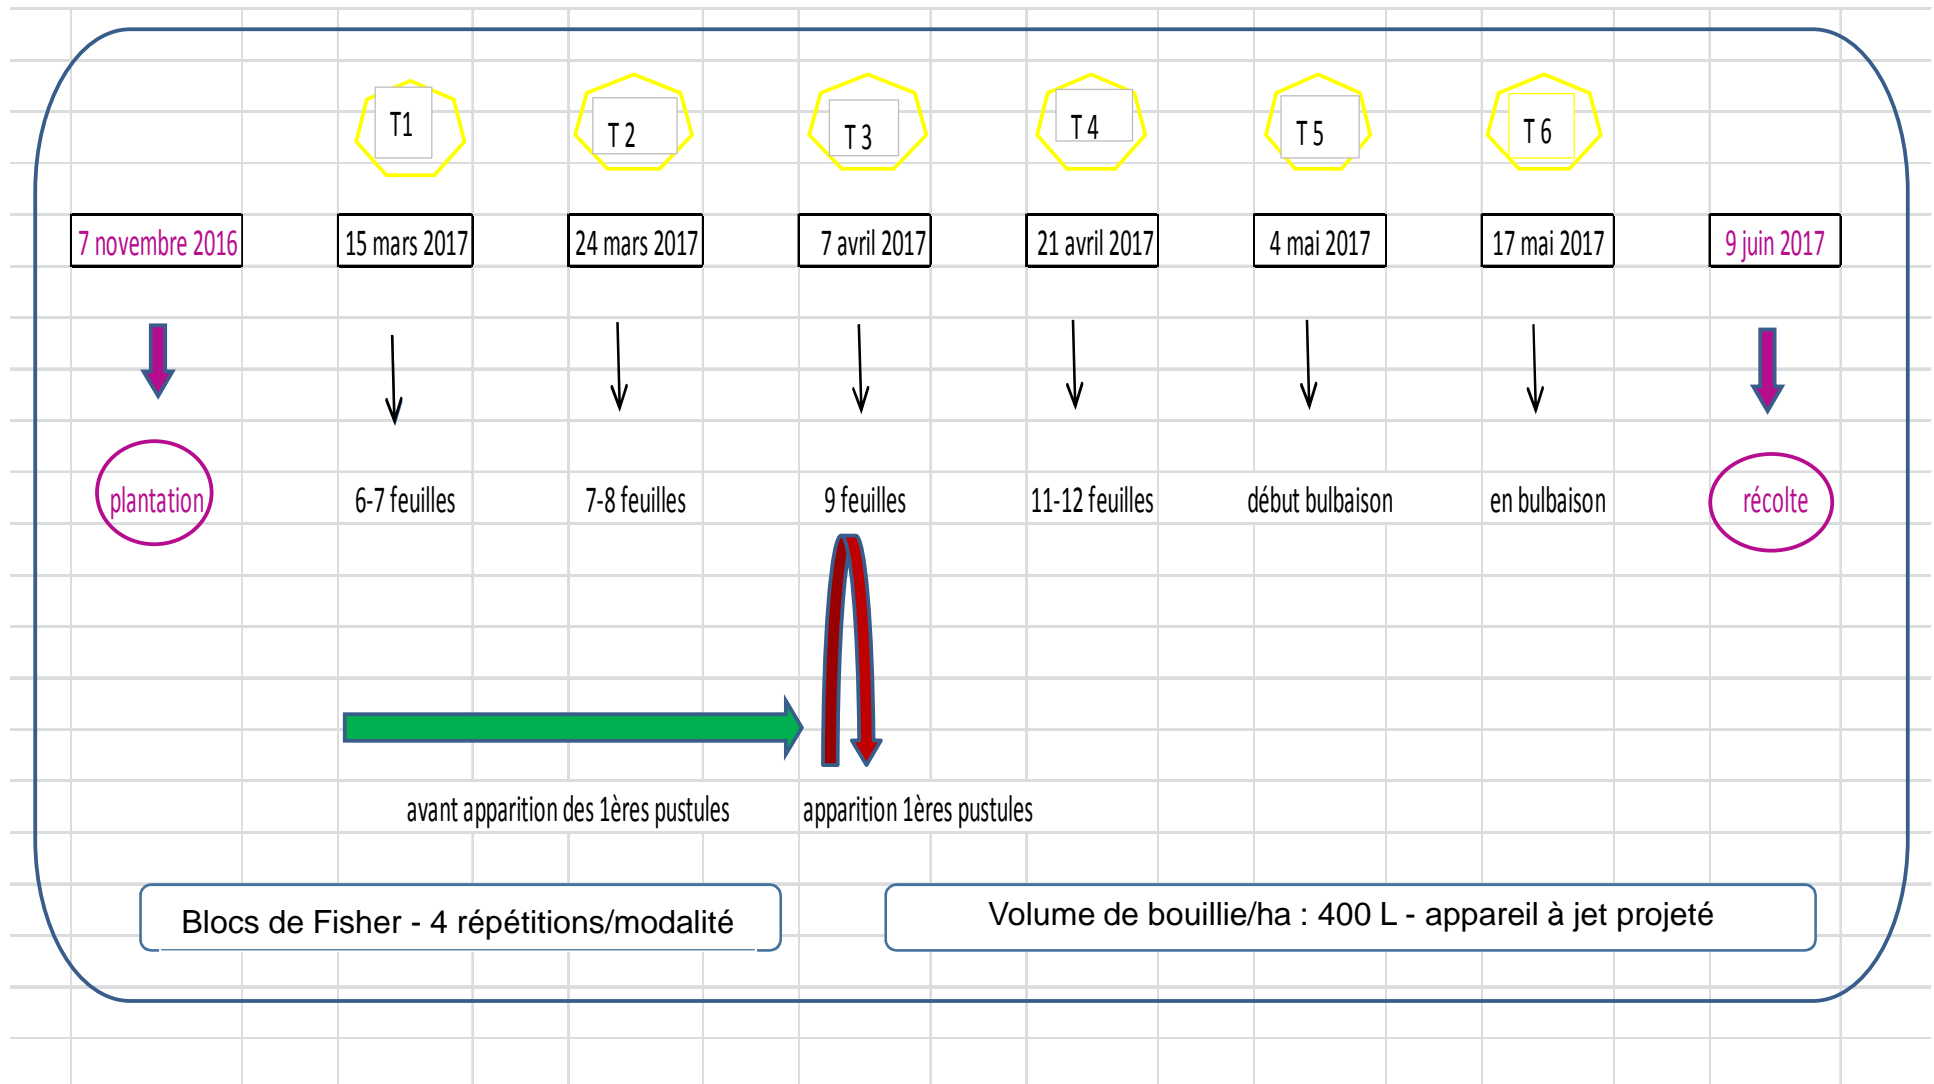 T1
T 2
T 3
T 4
T 5
T 6
7 novembre 2016
15 mars 2017
24 mars 2017
7 avril 2017
21 avril 2017
4 mai 2017
17 mai 2017
9 juin 2017
plantation
6-7 feuilles
7-8 feuilles
9 feuilles
11-12 feuilles
début bulbaison
en bulbaison
récolte
avant apparition des 1ères pustules
apparition 1ères pustules
Blocs de Fisher - 4 répétitions/modalité
Volume de bouillie/ha : 400 L - appareil à jet projeté